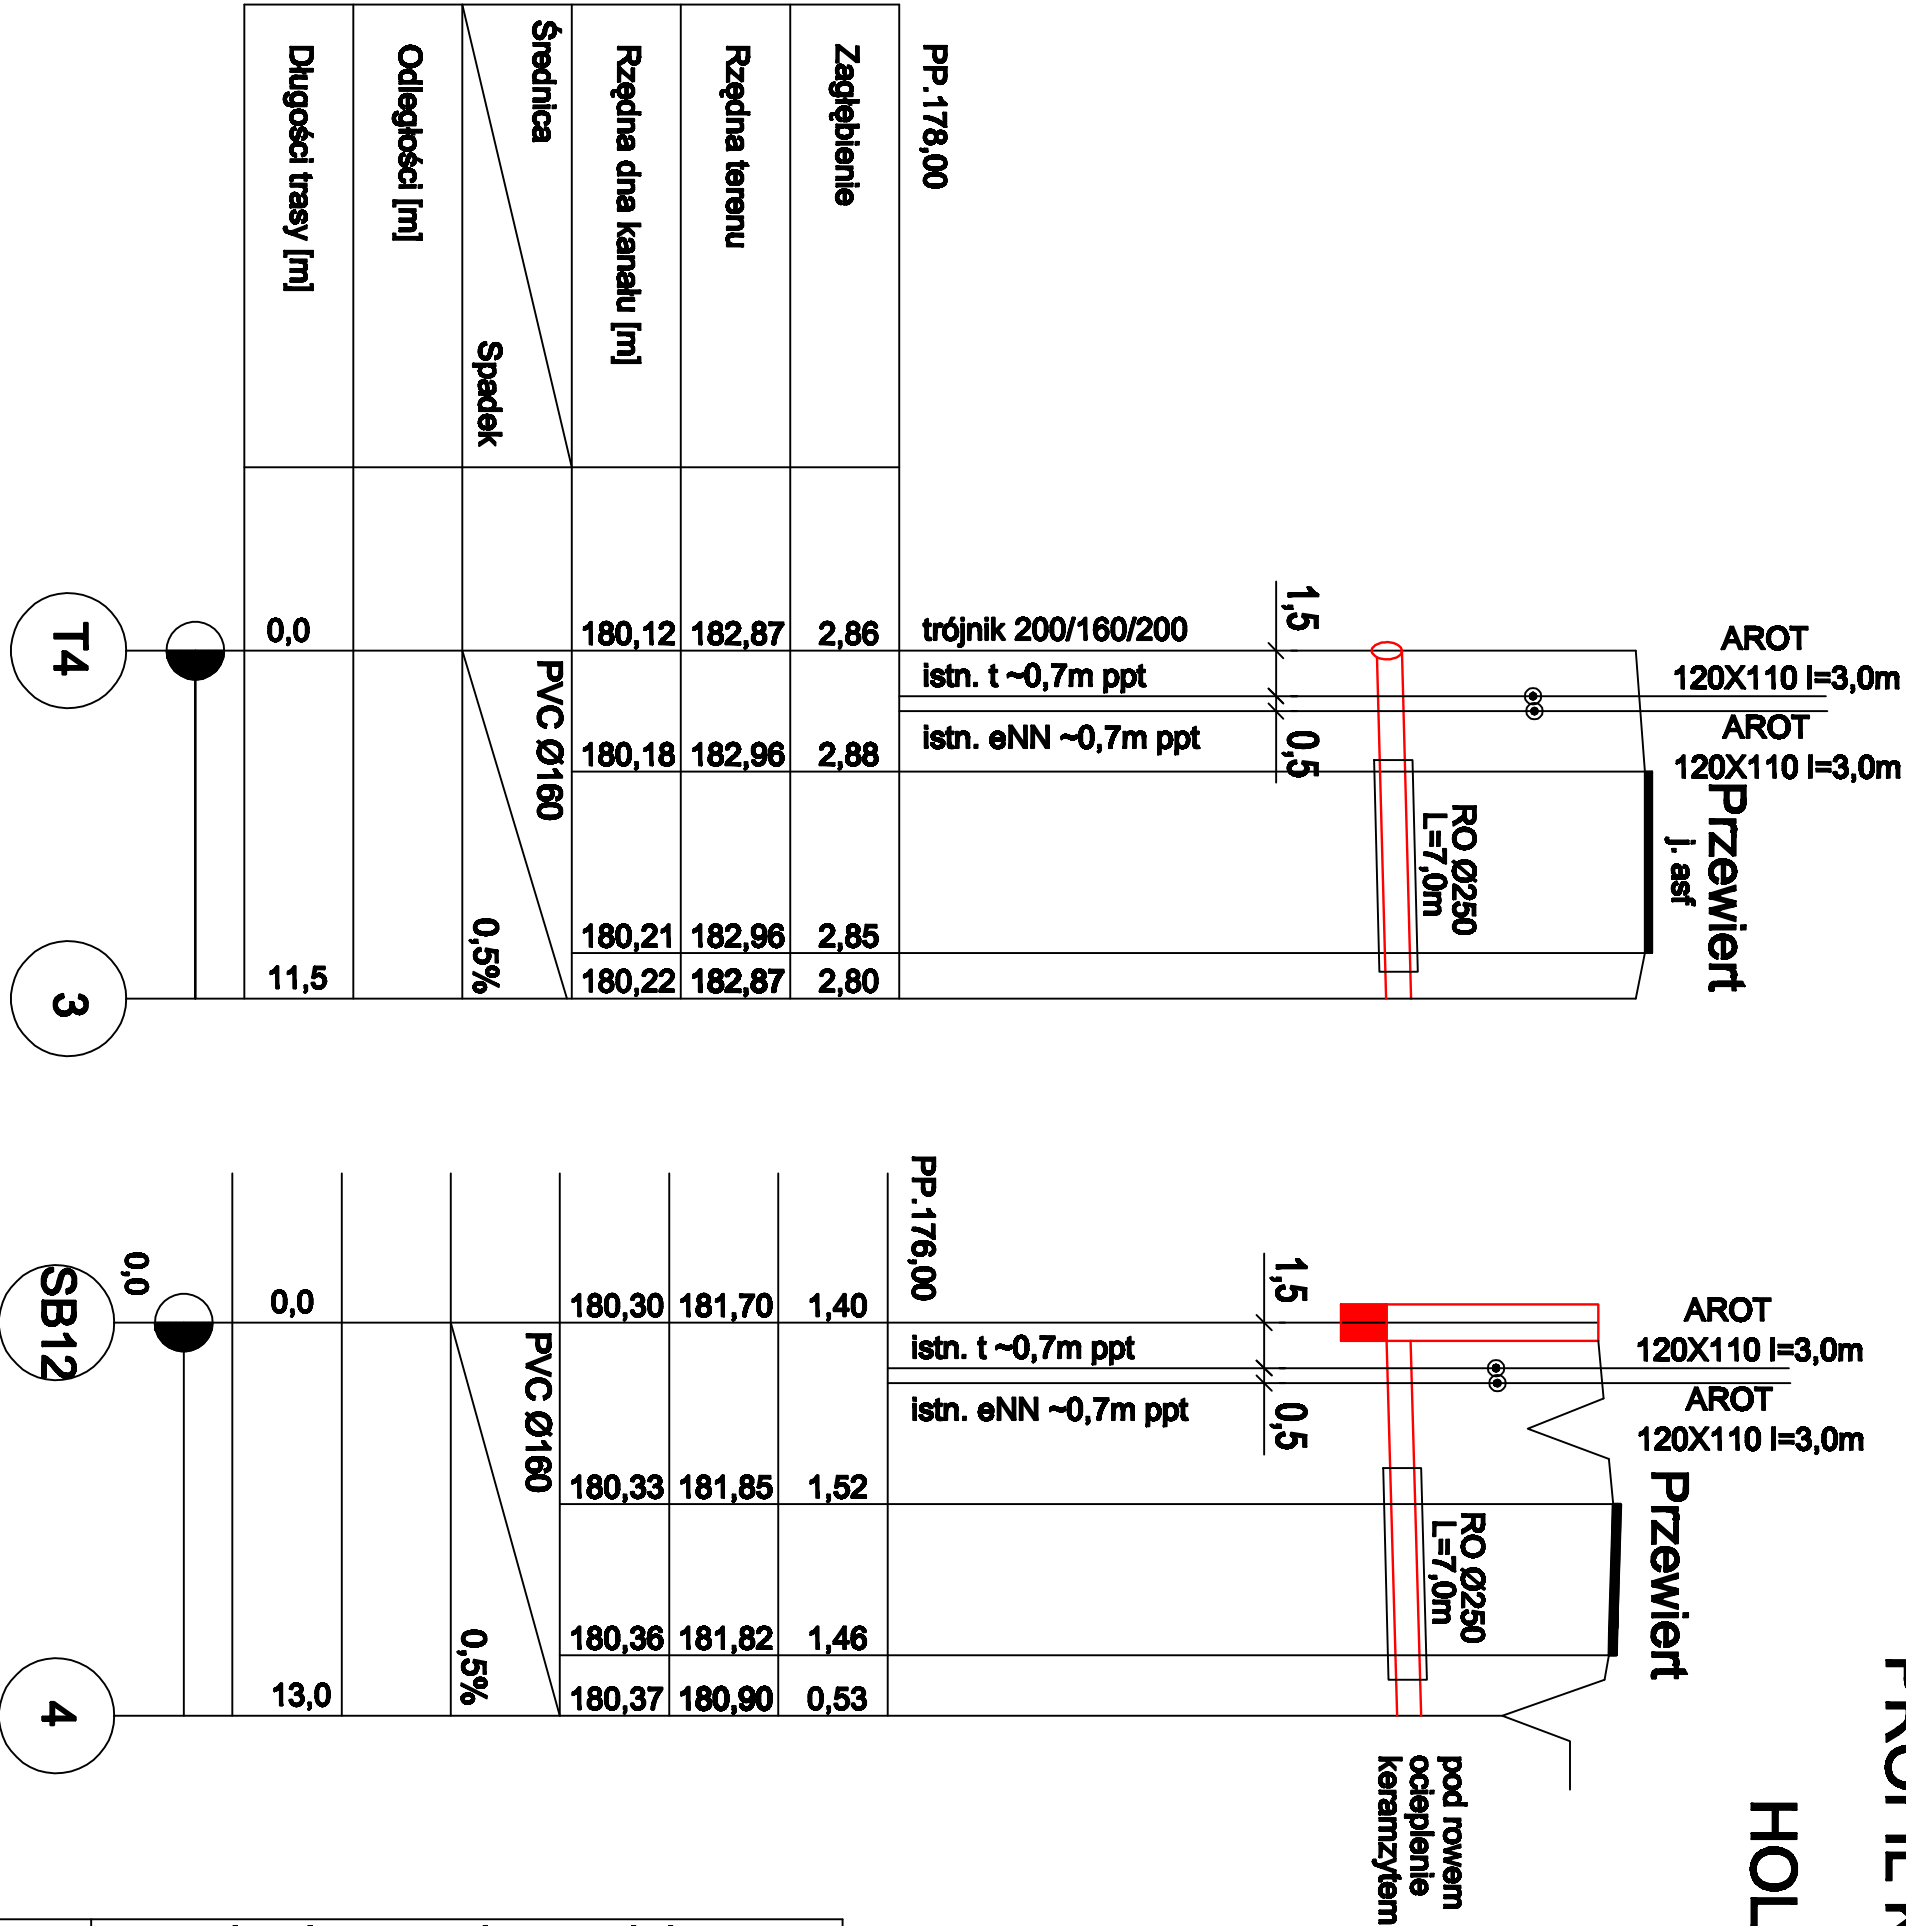 PP.178,00
Zagłębienie
Rzędna terenu
Rzędna dna kanału [m]
Średnica
Spadek
Odległości [m]
Długości trasy [m]
AROT
120X110 l=3,0m
AROT
120X110 l=3,0m
Przewiert
j. asf
RO Ø250
L=7,0m
1,5
0,5
trójnik 200/160/200
istn. t ~0,7m ppt
istn. eNN ~0,7m ppt
180,12 182,87 2,86
180,18 182,96 2,88
180,21 182,96 2,85
180,22 182,87 2,80
PVC Ø160
0,5%
0,0
11,5
T4
3
PP.176,00
AROT
120X110 l=3,0m
AROT
120X110 l=3,0m
Przewiert
RO Ø250
L=7,0m
1,5
0,5
istn. t ~0,7m ppt
istn. eNN ~0,7m ppt
180,30 181,70 1,40
180,33 181,85 1,52
180,36 181,82 1,46
180,37 180,90 0,53
PVC Ø160
0,5%
0,0
13,0
0,0
SB12
4
pod rowem
ocieplenie
keramzytem
HOL